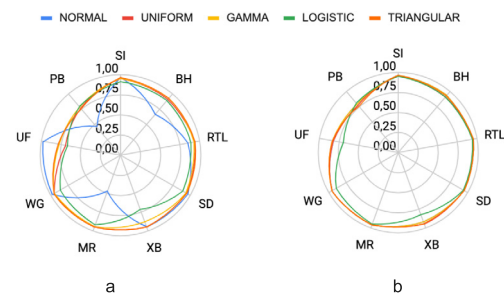 NORMAL UNIFORM GAMMA LOGISTIC TRIANGULAR
SI
BH
RTL
SD
XB
MR
WG
UF
PB
1,00
0,75
0,50
0,25
0,00
a
SI
BH
RTL
SD
XB
MR
WG
UF
PB
1,00
0,75
0,50
0,25
0,00
b